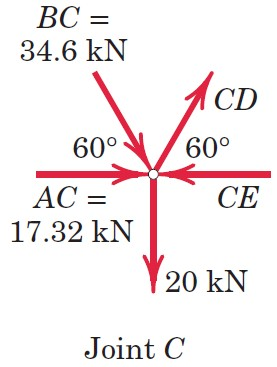 BC =
34.6 kN
CD
60°
60°
AC =
17.32 kN
CE
20 kN
Joint C